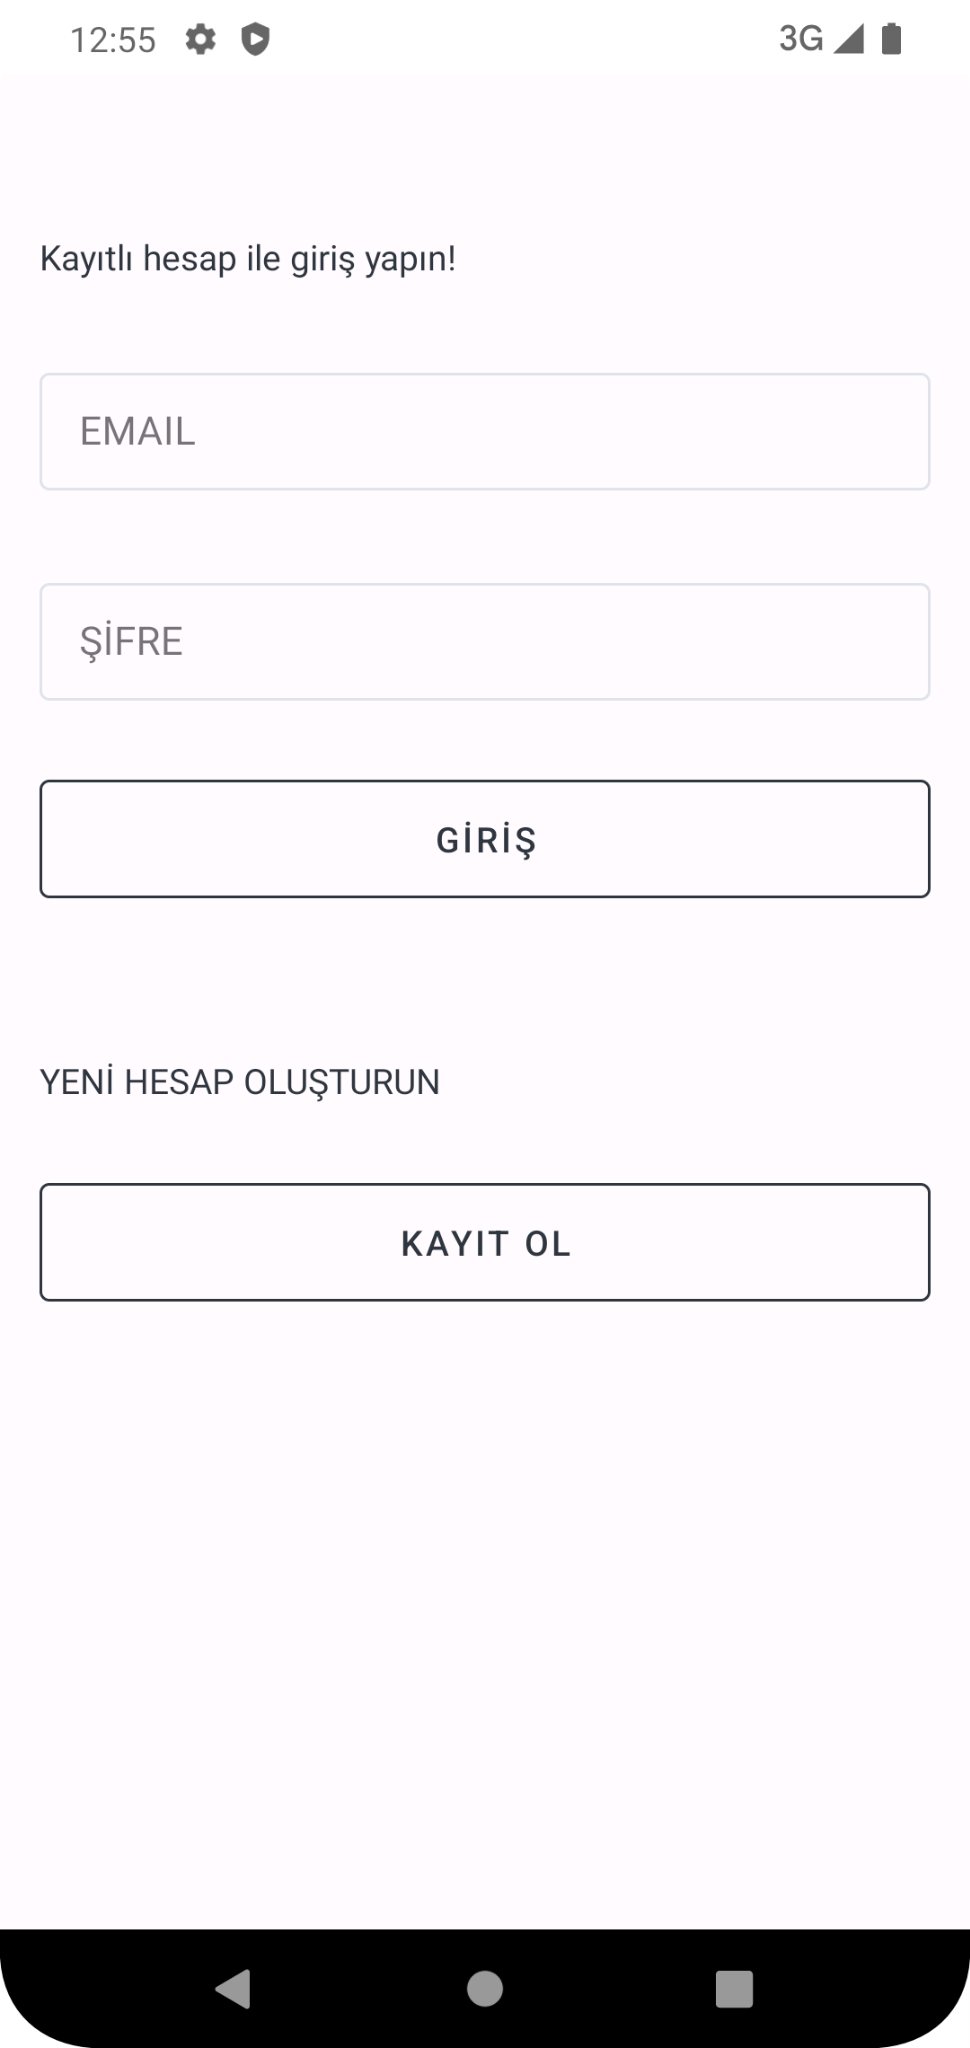 12:55
3G
Kayıtlı hesap ile giriş yapın!
EMAIL
ŞİFRE
GİRİŞ
YENİ HESAP OLUŞTURUN
KAYIT OL